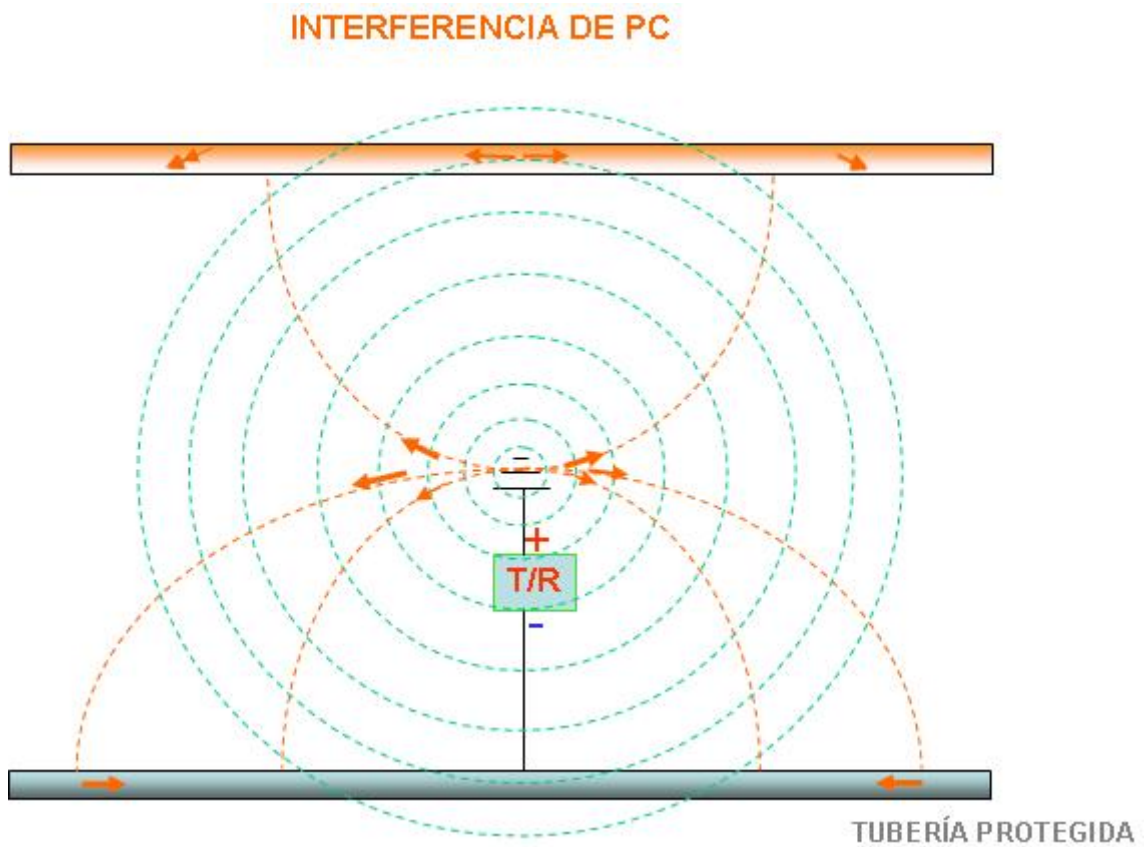 INTERFERENCIA DE PC
+
T/R
-
TUBERÍA PROTEGIDA